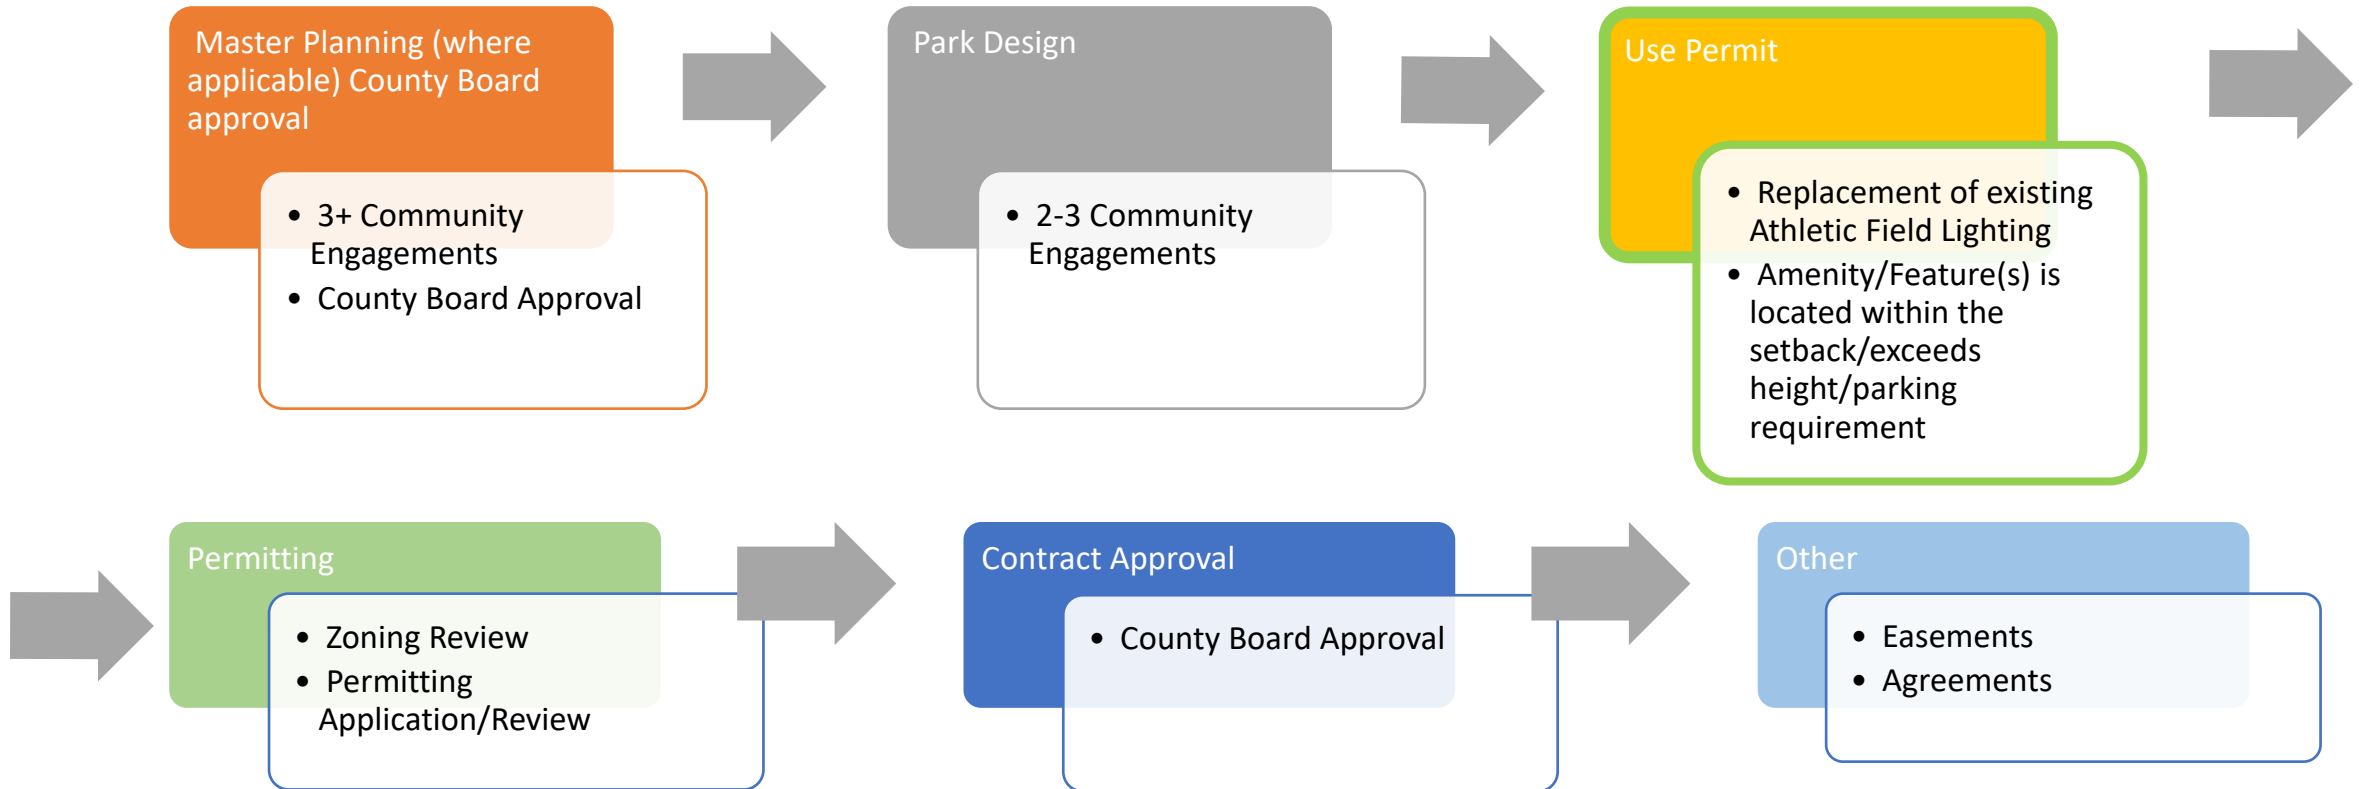 Master Planning (where
applicable) County Board
approval
• 3+ Community
Engagements
• County Board Approval
Park Design
• 2-3 Community
Engagements
Use Permit
• Replacement of existing
Athletic Field Lighting
• Amenity/Feature(s) is
located within the
setback/exceeds
height/parking
requirement
Permitting
• Zoning Review
• Permitting
Application/Review
Contract Approval
• County Board Approval
Other
• Easements
• Agreements